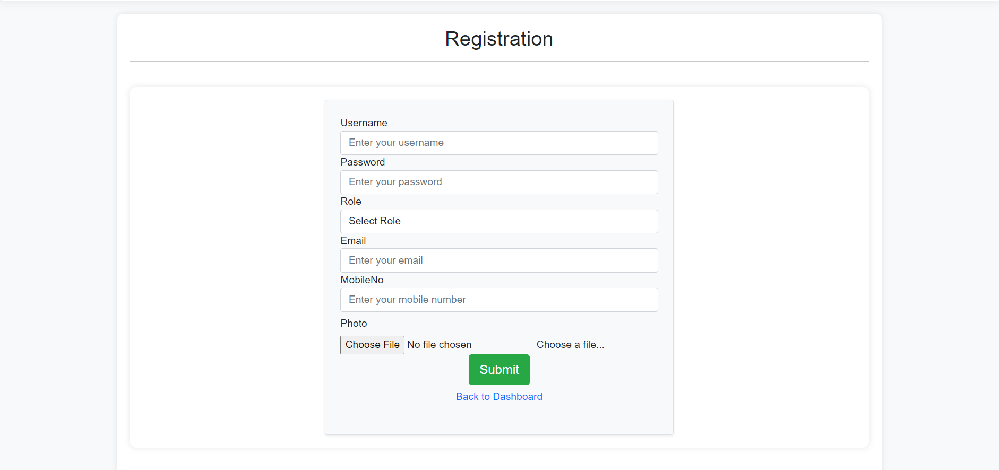 Registration
Username
Enter your username
Password
Enter your password
Role
Select Role
Email
Enter your email
MobileNo
Enter your mobile number
Photo
Choose File No file chosen Choose a file...
Submit
Back to Dashboard